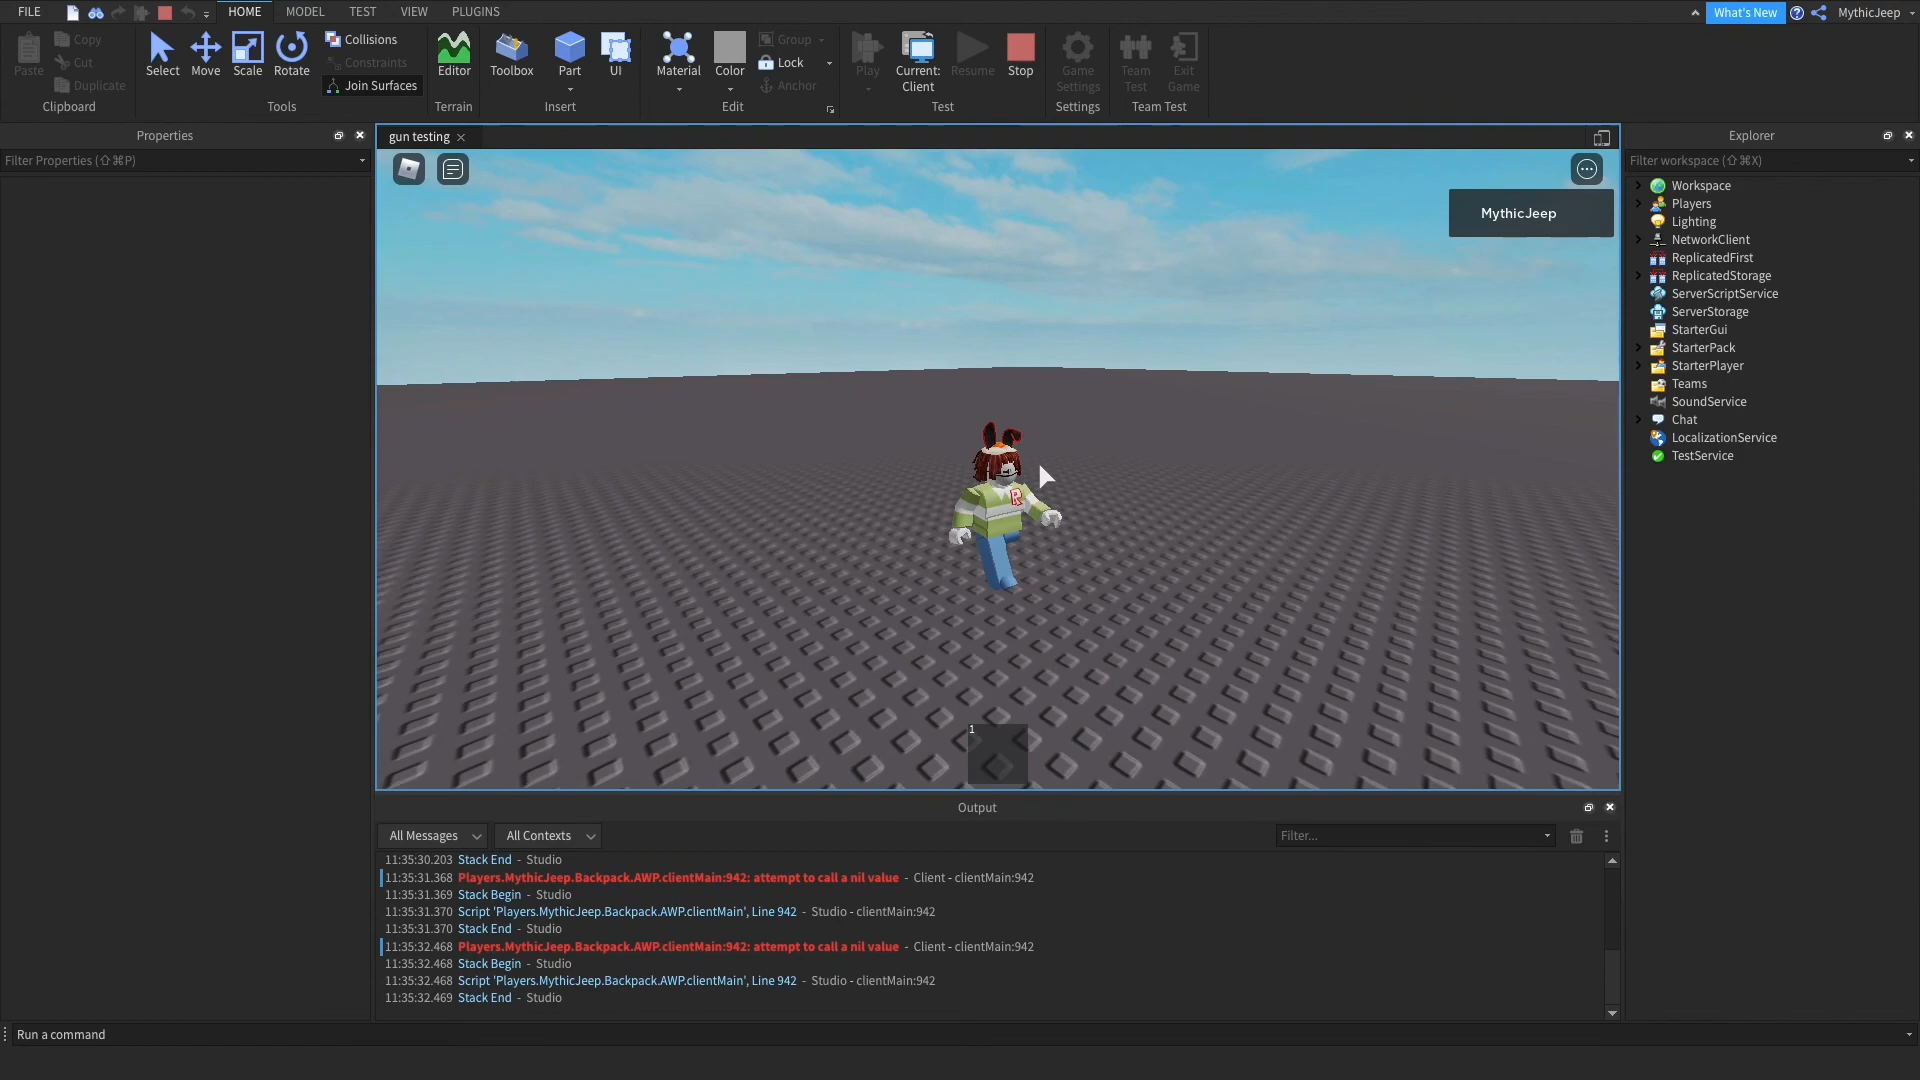 FILE
HOME
MODEL
TEST
VIEW
PLUGINS
What's New
MythicJeep
Paste
Copy
Cut
Duplicate
Clipboard
Select
Move
Scale
Rotate
Collisions
Constraints
Join Surfaces
Tools
Editor
Terrain
Toolbox
Part
UI
Insert
Material
Color
Group
Lock
Anchor
Edit
Play
Current:
Client
Resume
Stop
Test
Game
Settings
Settings
Team
Test
Exit
Game
Team Test
Properties
Filter Properties (⇧⌘P)
gun testing
MythicJeep
R
1
Explorer
Filter workspace (⇧⌘X)
Workspace
Players
Lighting
NetworkClient
ReplicatedFirst
ReplicatedStorage
ServerScriptService
ServerStorage
StarterGui
StarterPack
StarterPlayer
Teams
SoundService
Chat
LocalizationService
TestService
Output
All Messages
All Contexts
Filter...
11:35:30.203 Stack End - Studio
11:35:31.368 Players.MythicJeep.Backpack.AWP.clientMain:942: attempt to call a nil value - Client - clientMain:942
11:35:31.369 Stack Begin - Studio
11:35:31.370 Script 'Players.MythicJeep.Backpack.AWP.clientMain', Line 942 - Studio - clientMain:942
11:35:31.370 Stack End - Studio
11:35:32.468 Players.MythicJeep.Backpack.AWP.clientMain:942: attempt to call a nil value - Client - clientMain:942
11:35:32.468 Stack Begin - Studio
11:35:32.468 Script 'Players.MythicJeep.Backpack.AWP.clientMain', Line 942 - Studio - clientMain:942
11:35:32.469 Stack End - Studio
Run a command